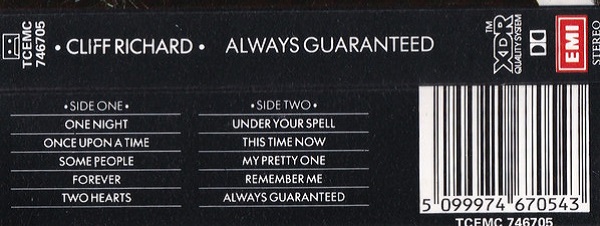 TCEMC
746705
• CLIFF RICHARD •
ALWAYS GUARANTEED
XDR™
QUALITY SYSTEM
EMI
STEREO
• SIDE ONE •
ONE NIGHT
ONCE UPON A TIME
SOME PEOPLE
FOREVER
TWO HEARTS
• SIDE TWO •
UNDER YOUR SPELL
THIS TIME NOW
MY PRETTY ONE
REMEMBER ME
ALWAYS GUARANTEED
5 099974 670543
TCEMC 746705